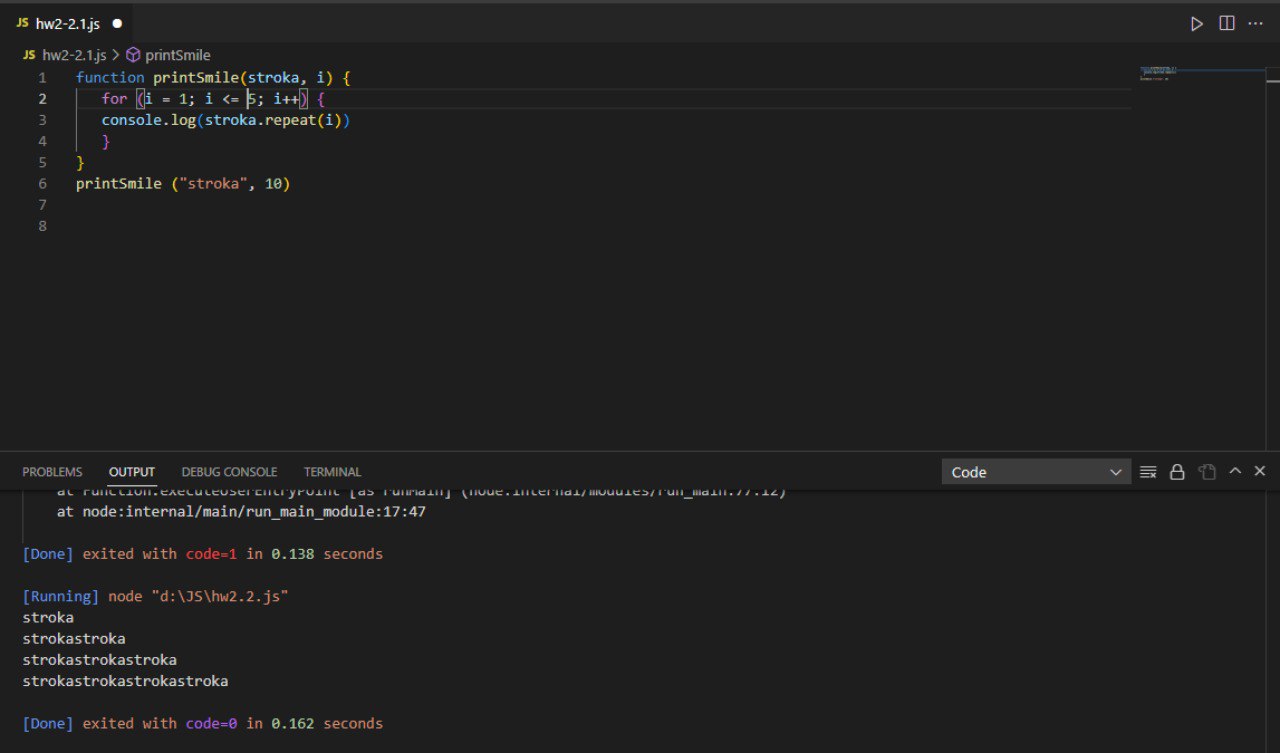 JS hw2-2.1.js ●
JS hw2-2.1.js > printSmile
1 function printSmile(stroka, i) {
2 for (i = 1; i <= 5; i++) {
3 console.log(stroka.repeat(i))
4 }
5 }
6 printSmile ("stroka", 10)
7
8
PROBLEMS OUTPUT DEBUG CONSOLE TERMINAL Code
at Function.executeUserEntryPoint [as runMain] (node:internal/modules/run_main:77:12)
at node:internal/main/run_main_module:17:47
[Done] exited with code=1 in 0.138 seconds
[Running] node "d:\JS\hw2.2.js"
stroka
strokastroka
strokastrokastroka
strokastrokastrokastroka
[Done] exited with code=0 in 0.162 seconds